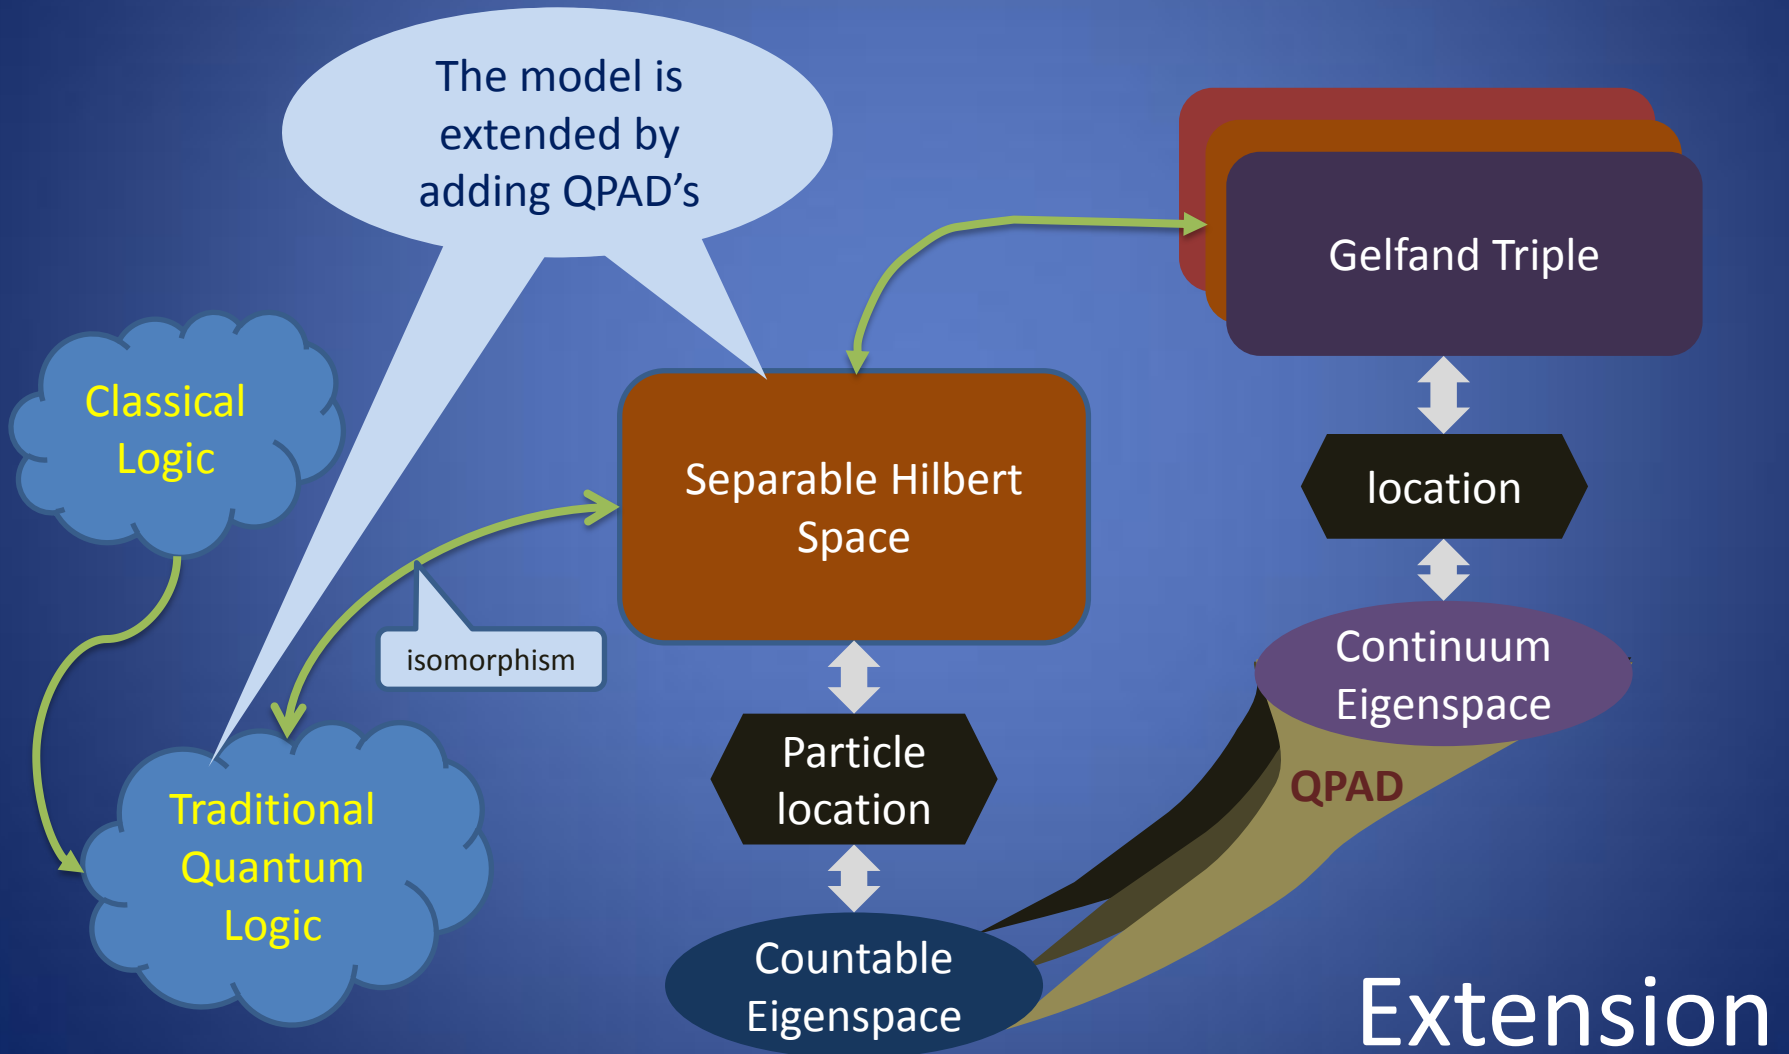 The model is
extended by
adding QPAD’s
Gelfand Triple
Classical
Logic
Separable Hilbert
Space
location
isomorphism
Continuum
Eigenspace
Particle
location
QPAD
Traditional
Quantum
Logic
Countable
Eigenspace
Extension